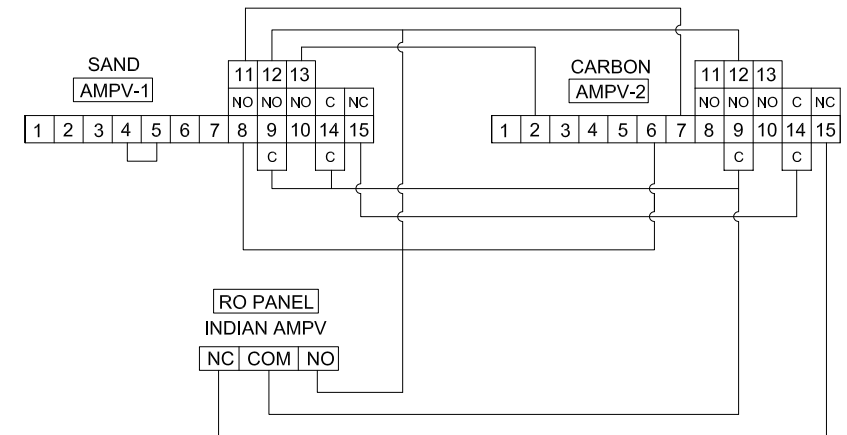 SAND
AMPV-1
11 12 13
NO NO NO C NC
1 2 3 4 5 6 7 8 9 10 14 15
C C
CARBON
AMPV-2
11 12 13
NO NO NO C NC
1 2 3 4 5 6 7 8 9 10 14 15
C C
RO PANEL
INDIAN AMPV
NC COM NO